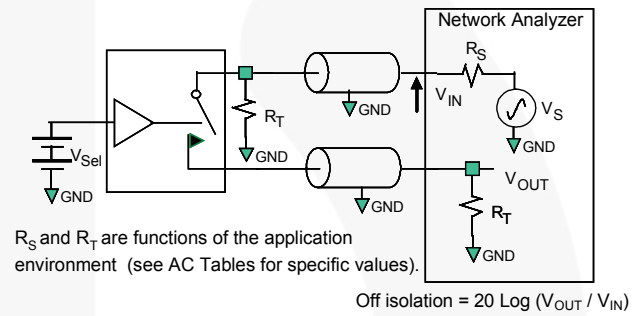 Network Analyzer
RS
VIN
VS
GND
GND
RT
GND
VSel
GND
VOUT
GND
RT
GND
RS and RT are functions of the application
environment (see AC Tables for specific values).
Off isolation = 20 Log (VOUT / VIN)